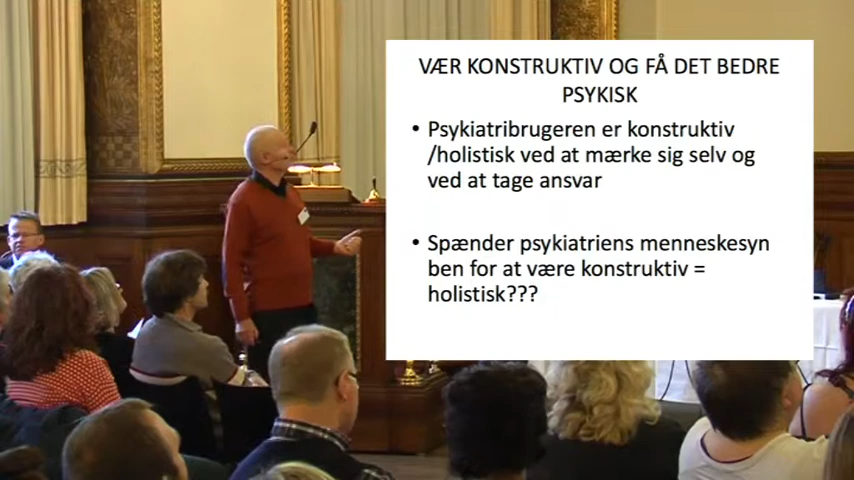 VÆR KONSTRUKTIV OG FÅ DET BEDRE
PSYKISK
• Psykiatribrugeren er konstruktiv
/holistisk ved at mærke sig selv og
ved at tage ansvar
• Spænder psykiatriens menneskesyn
ben for at være konstruktiv =
holistisk???